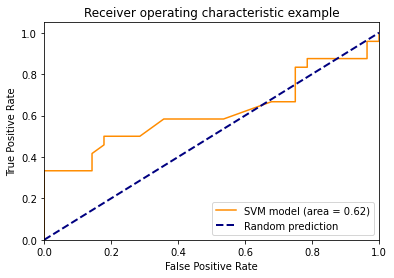 Receiver operating characteristic example
True Positive Rate
1.0
0.8
0.6
0.4
0.2
0.0
SVM model (area = 0.62)
Random prediction
0.0 0.2 0.4 0.6 0.8 1.0
False Positive Rate